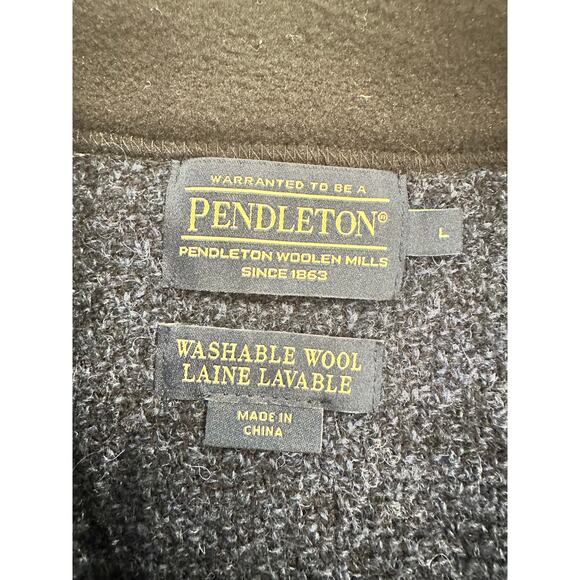 WARRANTED TO BE A
PENDLETON®
PENDLETON WOOLEN MILLS
SINCE 1863
L
WASHABLE WOOL
LAINE LAVABLE
MADE IN
CHINA